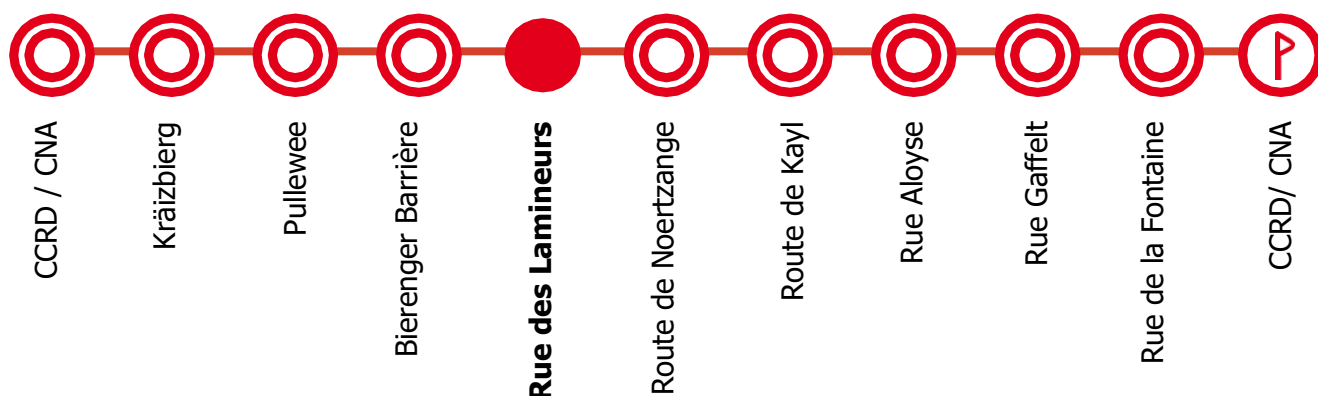 CCRD / CNA
Kräizbierg
Pullewee
Bierenger Barrière
Rue des Lamineurs
Route de Noertzange
Route de Kayl
Rue Aloyse
Rue Gaffelt
Rue de la Fontaine
CCRD/ CNA